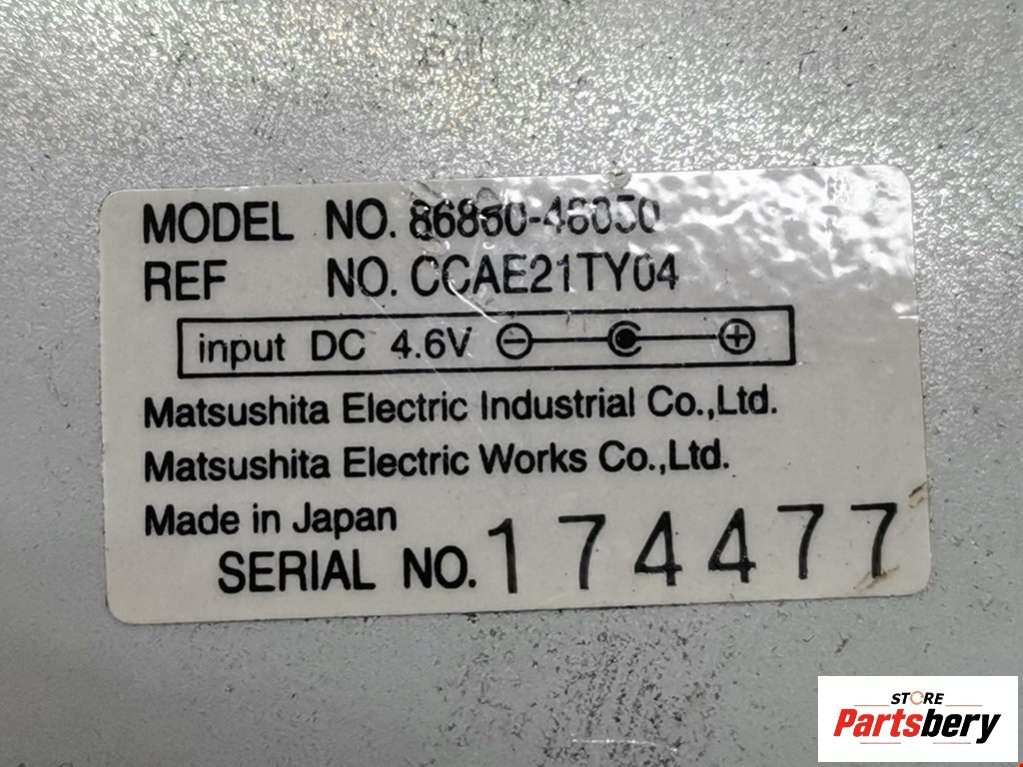 MODEL NO. 86860-48050
REF NO. CCAE21TY04
input DC 4.6V
Matsushita Electric Industrial Co.,Ltd.
Matsushita Electric Works Co.,Ltd.
Made in Japan
SERIAL NO. 174477
STORE
Partsbery